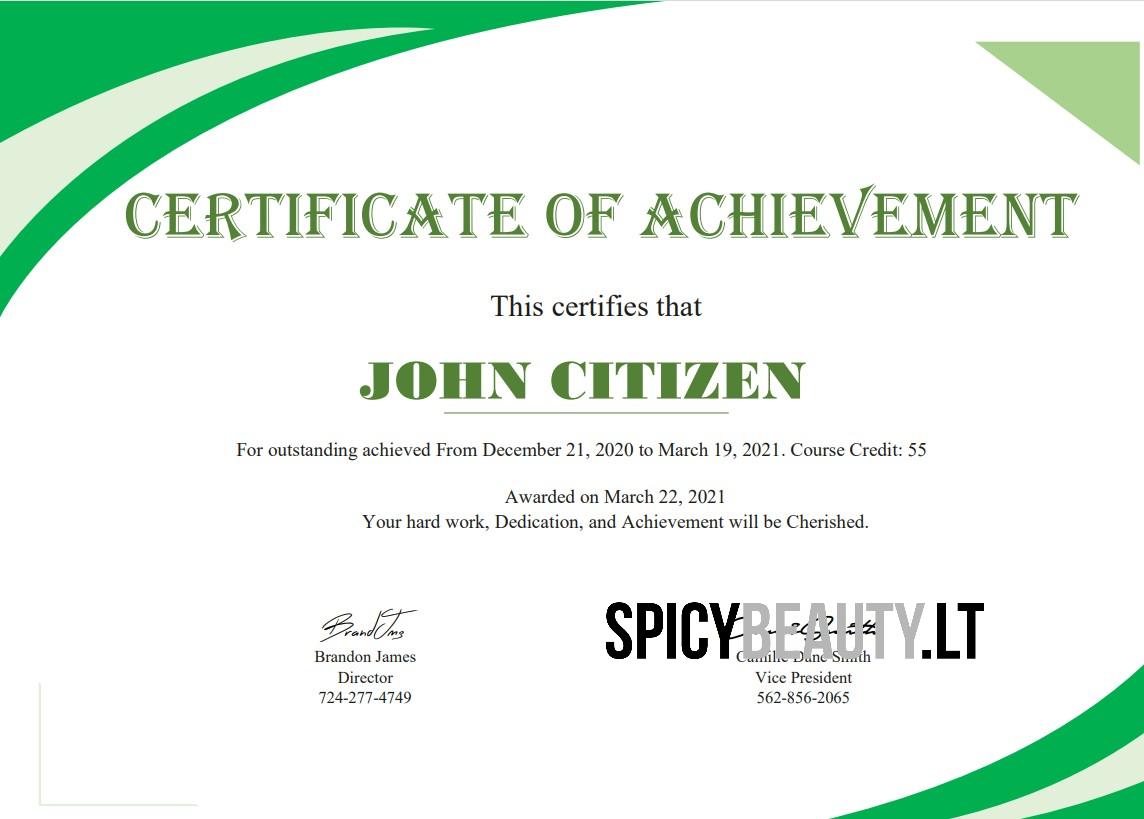 CERTIFICATE OF ACHIEVEMENT
This certifies that
JOHN CITIZEN
For outstanding achieved From December 21, 2020 to March 19, 2021. Course Credit: 55
Awarded on March 22, 2021
Your hard work, Dedication, and Achievement will be Cherished.
SPICYBEAUTY.LT
Brandon James
Camille Dane Smith
Director
Vice President
724-277-4749
562-856-2065